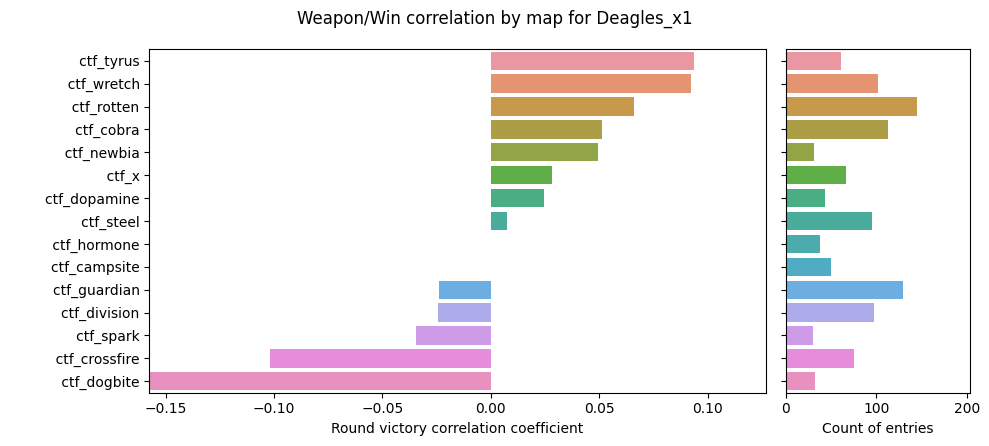 Weapon/Win correlation by map for Deagles_x1
ctf_tyrus
ctf_wretch
ctf_rotten
ctf_cobra
ctf_newbia
ctf_x
ctf_dopamine
ctf_steel
ctf_hormone
ctf_campsite
ctf_guardian
ctf_division
ctf_spark
ctf_crossfire
ctf_dogbite
−0.15 −0.10 −0.05 0.00 0.05 0.10
Round victory correlation coefficient
0 100 200
Count of entries